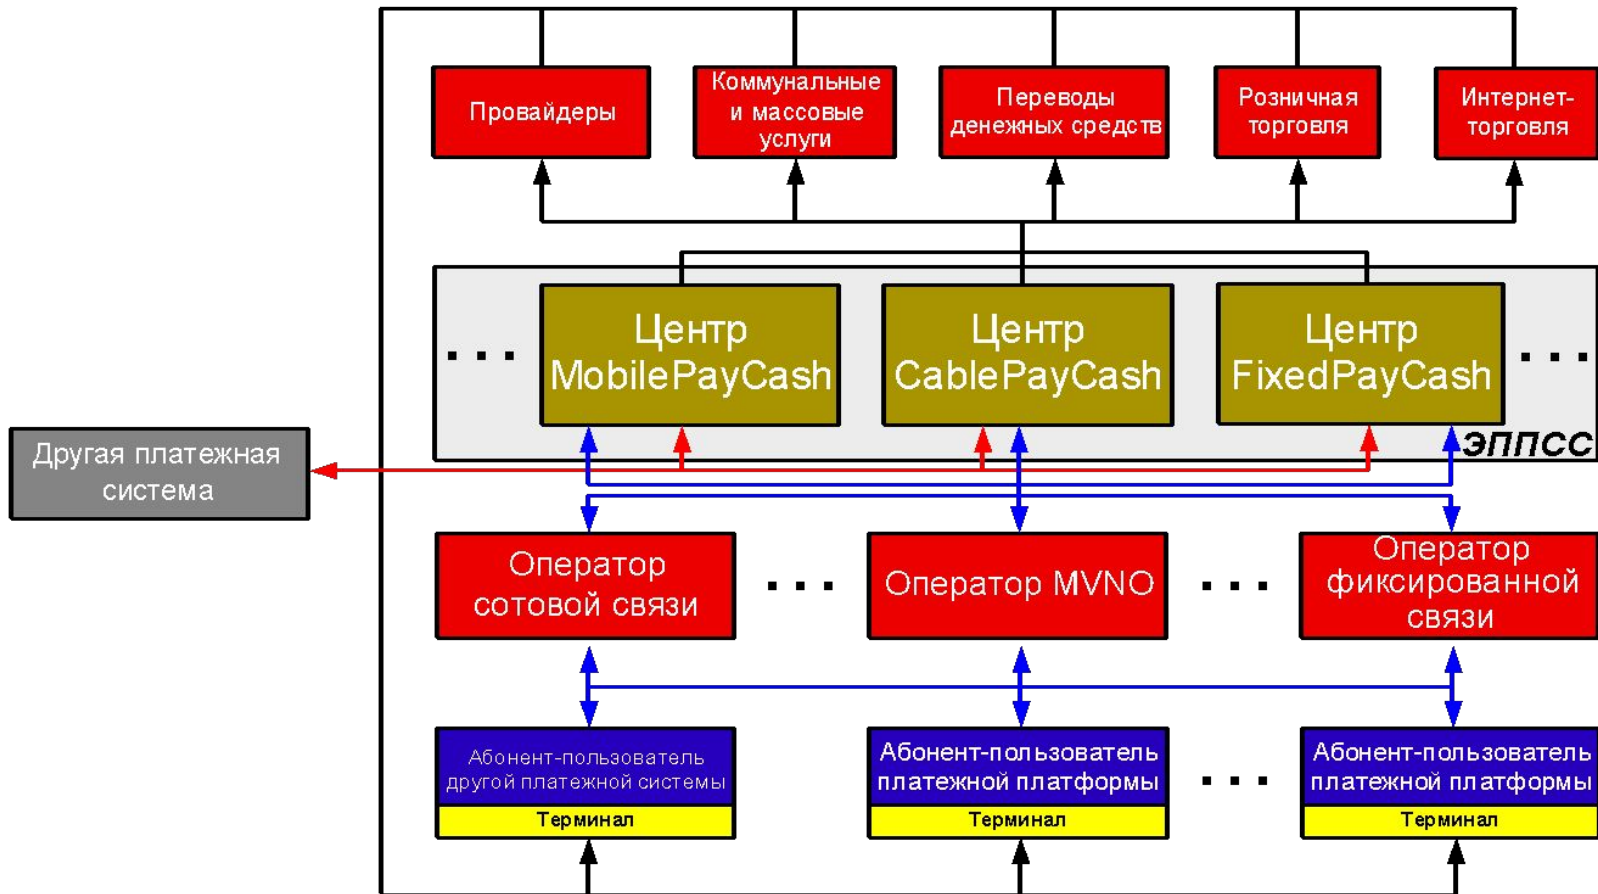 Провайдеры
Коммунальные
и массовые
услуги
Переводы
денежных средств
Розничная
торговля
Интернет-
торговля
...
Центр
MobilePayCash
Центр
CablePayCash
Центр
FixedPayCash
...
ЭППСС
Другая платежная
система
Оператор
сотовой связи
...
Оператор MVNO
...
Оператор
фиксированной
связи
Абонент-пользователь
другой платежной системы
Терминал
Абонент-пользователь
платежной платформы
Терминал
...
Абонент-пользователь
платежной платформы
Терминал